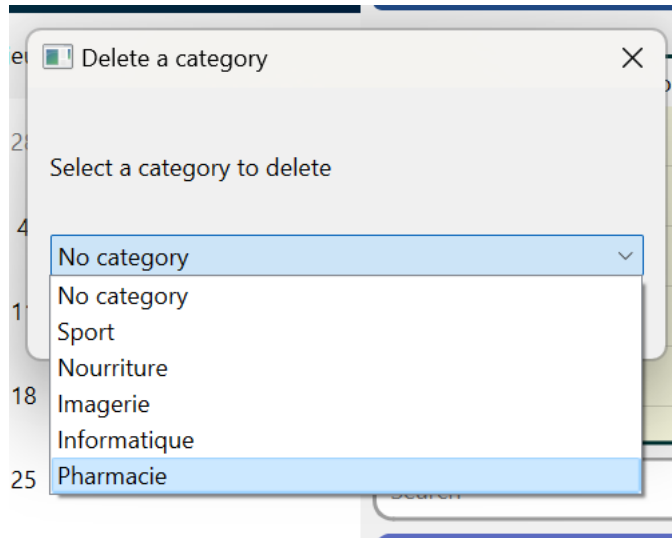 Delete a category
28
Select a category to delete
4
No category
No category
11
Sport
Nourriture
18
Imagerie
Informatique
25
Pharmacie
Search